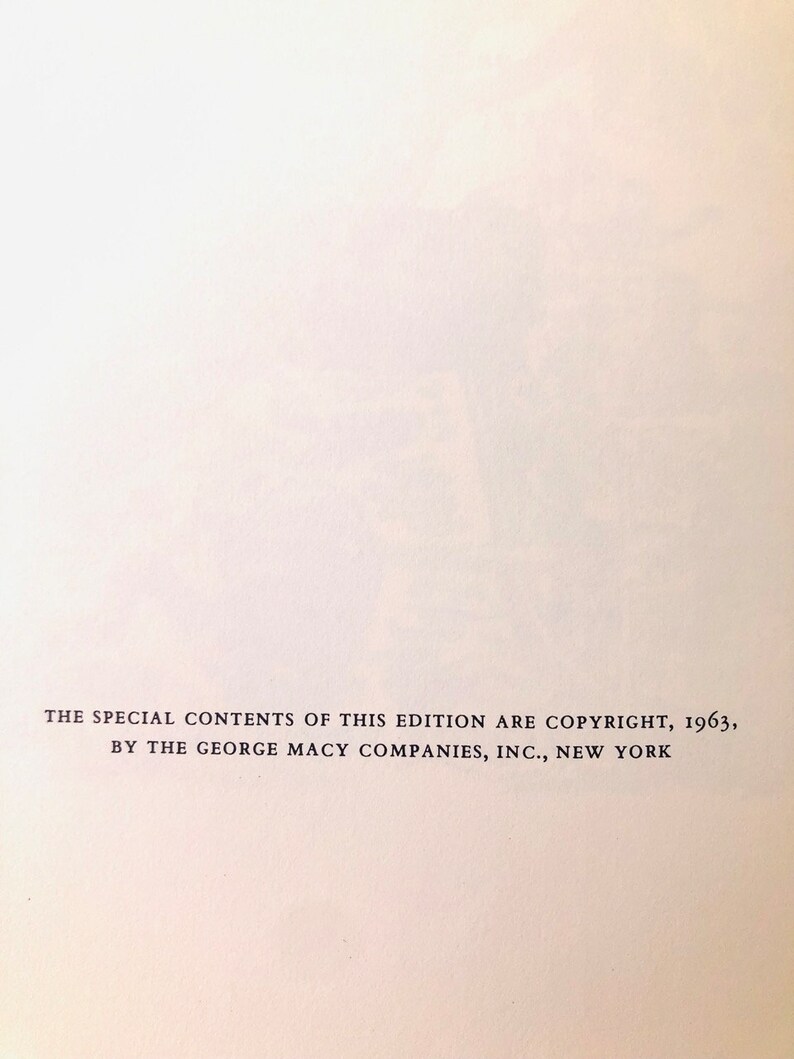 THE SPECIAL CONTENTS OF THIS EDITION ARE COPYRIGHT, 1963,
BY THE GEORGE MACY COMPANIES, INC., NEW YORK